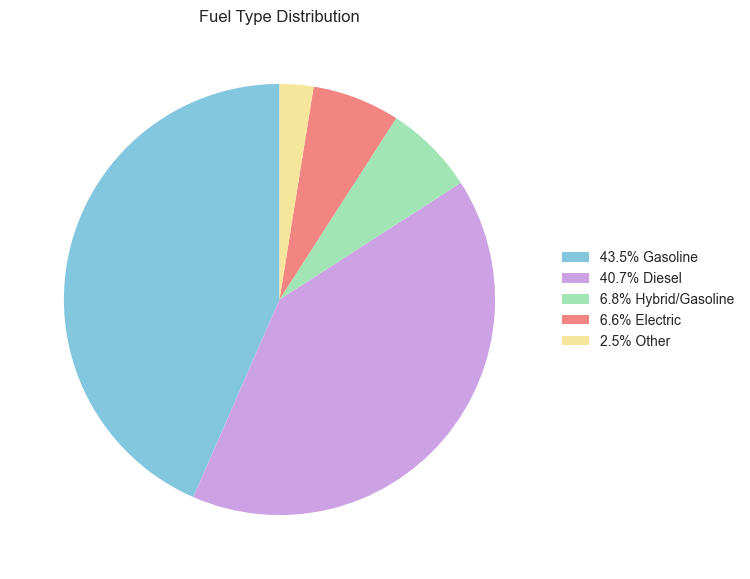 Fuel Type Distribution
43.5% Gasoline
40.7% Diesel
6.8% Hybrid/Gasoline
6.6% Electric
2.5% Other